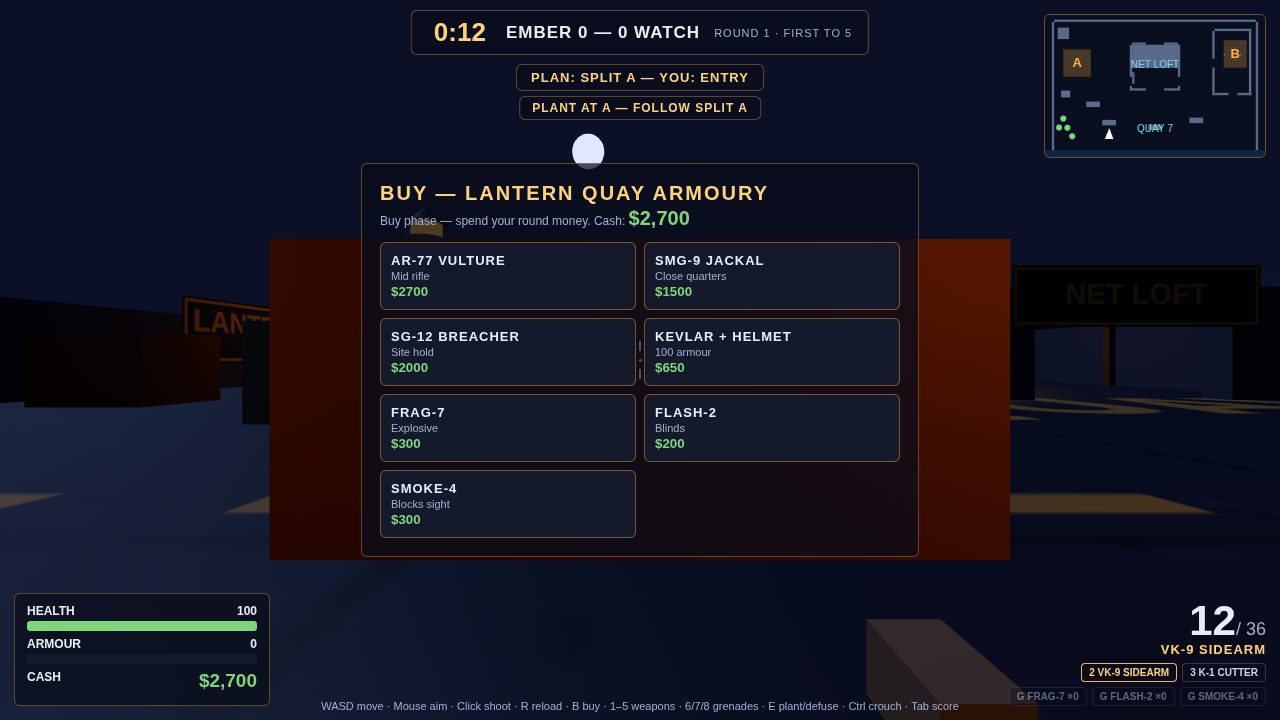 0:12 EMBER 0 — 0 WATCH ROUND 1 · FIRST TO 5
PLAN: SPLIT A — YOU: ENTRY
PLANT AT A — FOLLOW SPLIT A
A
NET LOFT
B
QUAY 7
BUY — LANTERN QUAY ARMOURY
Buy phase — spend your round money. Cash: $2,700
AR-77 VULTURE
Mid rifle
$2700
SMG-9 JACKAL
Close quarters
$1500
SG-12 BREACHER
Site hold
$2000
KEVLAR + HELMET
100 armour
$650
FRAG-7
Explosive
$300
FLASH-2
Blinds
$200
SMOKE-4
Blocks sight
$300
NET LOFT
HEALTH 100
ARMOUR 0
CASH $2,700
12 / 36
VK-9 SIDEARM
2 VK-9 SIDEARM 3 K-1 CUTTER
G FRAG-7 ×0 G FLASH-2 ×0 G SMOKE-4 ×0
WASD move · Mouse aim · Click shoot · R reload · B buy · 1–5 weapons · 6/7/8 grenades · E plant/defuse · Ctrl crouch · Tab score